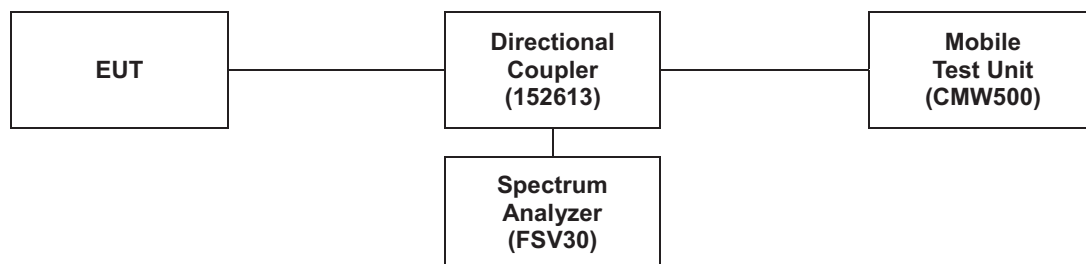 EUT
Directional
Coupler
(152613)
Mobile
Test Unit
(CMW500)
Spectrum
Analyzer
(FSV30)